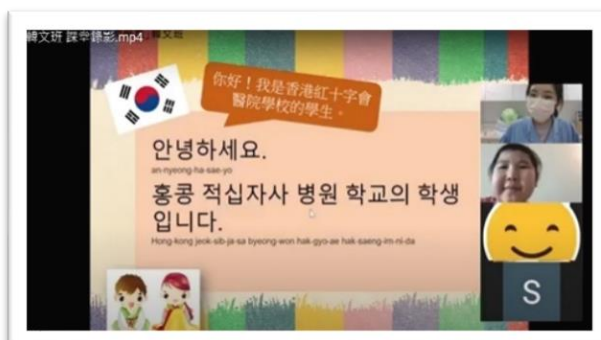 韓文班 課堂錄影.mp4
韓文班
你好！我是香港紅十字會
醫院學校的學生。
안녕하세요.
an-nyeong-ha-sae-yo
홍콩 적십자사 병원 학교의 학생
입니다.
Hong-kong jeok-sib-ja-sa byeong-won hak-gyo-ae hak-saeng-im-ni-da
S